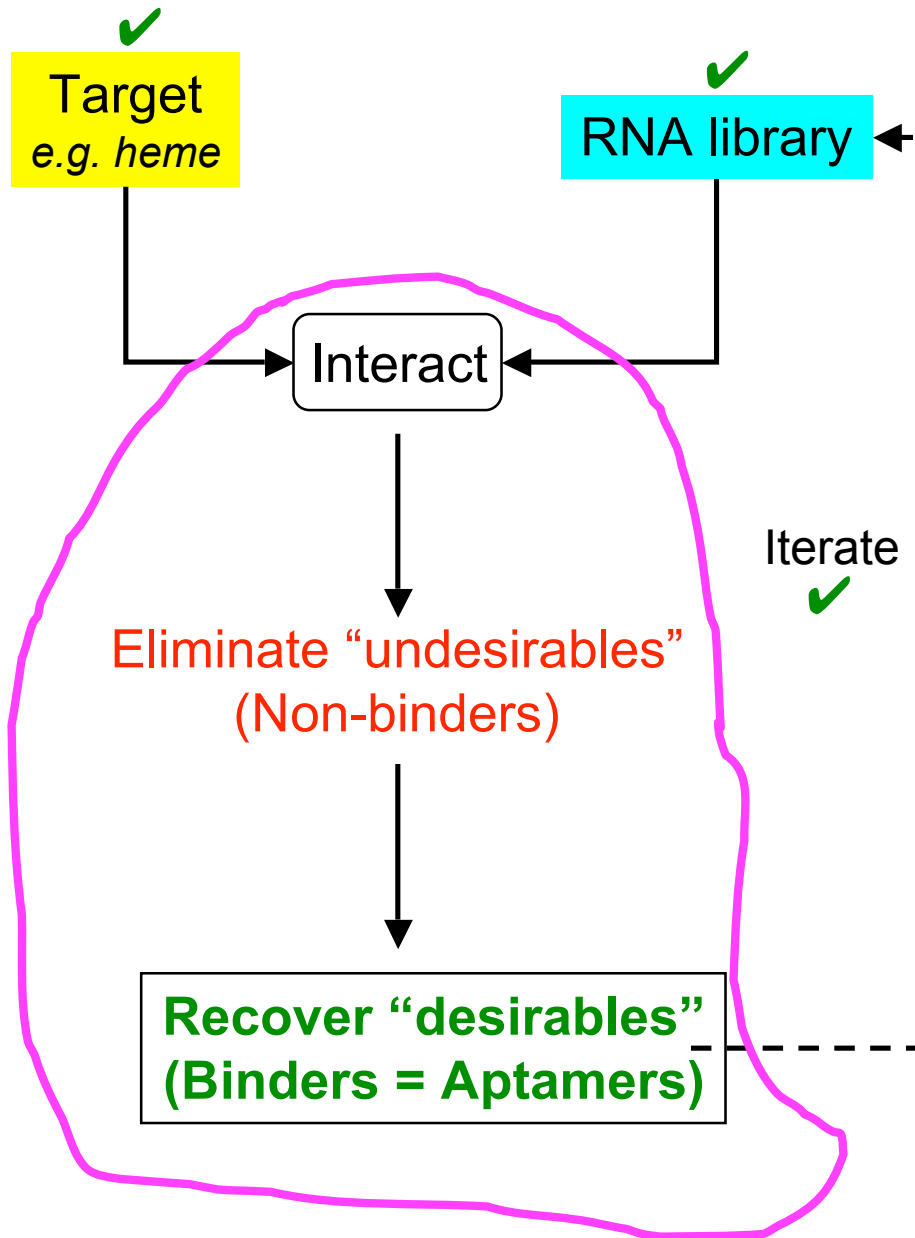 Target
e.g. heme
RNA library
Interact
Iterate
Eliminate “undesirables”
(Non-binders)
Recover “desirables”
(Binders = Aptamers)